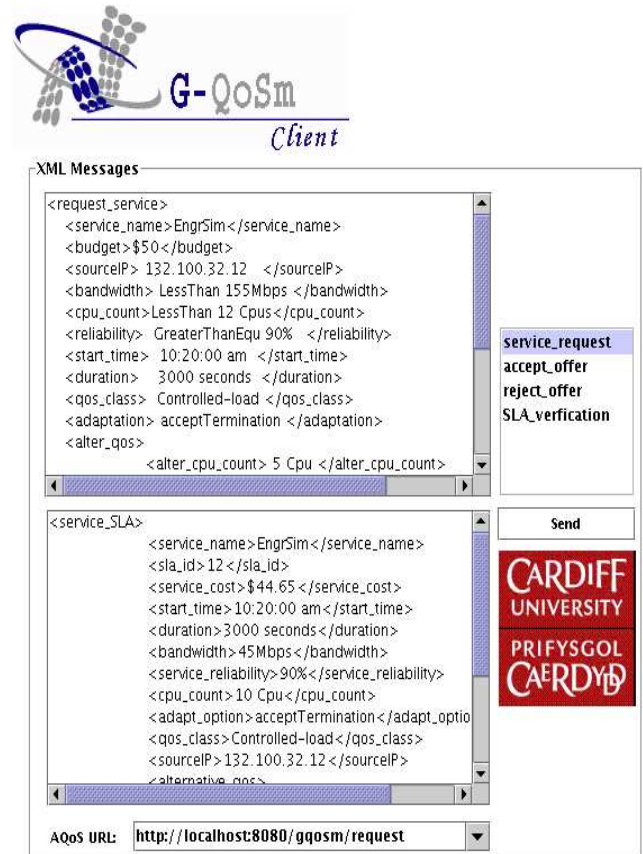 G-QoSm
Client
XML Messages
<request_service>
<service_name>EngrSim</service_name>
<budget>$50</budget>
<sourceIP> 132.100.32.12 </sourceIP>
<bandwidth> LessThan 155Mbps </bandwidth>
<cpu_count>LessThan 12 Cpus</cpu_count>
<reliability> GreaterThanEqu 90% </reliability>
<start_time> 10:20:00 am </start_time>
<duration> 3000 seconds </duration>
<qos_class> Controlled-load </qos_class>
<adaptation> acceptTermination </adaptation>
<alter_qos>
<alter_cpu_count> 5 Cpu </alter_cpu_count>
service_request
accept_offer
reject_offer
SLA_verfication
<service_SLA>
<service_name>EngrSim</service_name>
<sla_id>12</sla_id>
<service_cost>$44.65</service_cost>
<start_time>10:20:00 am</start_time>
<duration>3000 seconds</duration>
<bandwidth>45Mbps</bandwidth>
<service_reliability>90%</service_reliability>
<cpu_count>10 Cpu</cpu_count>
<adapt_option>acceptTermination</adapt_optio
<qos_class>Controlled-load</qos_class>
<sourceIP>132.100.32.12</sourceIP>
<alternative_qos>
Send
CARDIFF
UNIVERSITY
PRIFYSGOL
CAERDYDD
AQoS URL: http://localhost:8080/gqosm/request